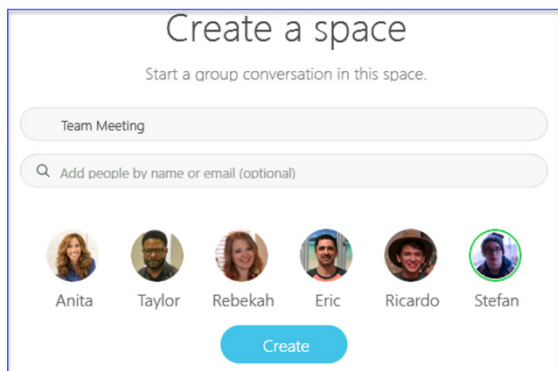 Create a space
Start a group conversation in this space.
Team Meeting
Add people by name or email (optional)
Anita Taylor Rebekah Eric Ricardo Stefan
Create